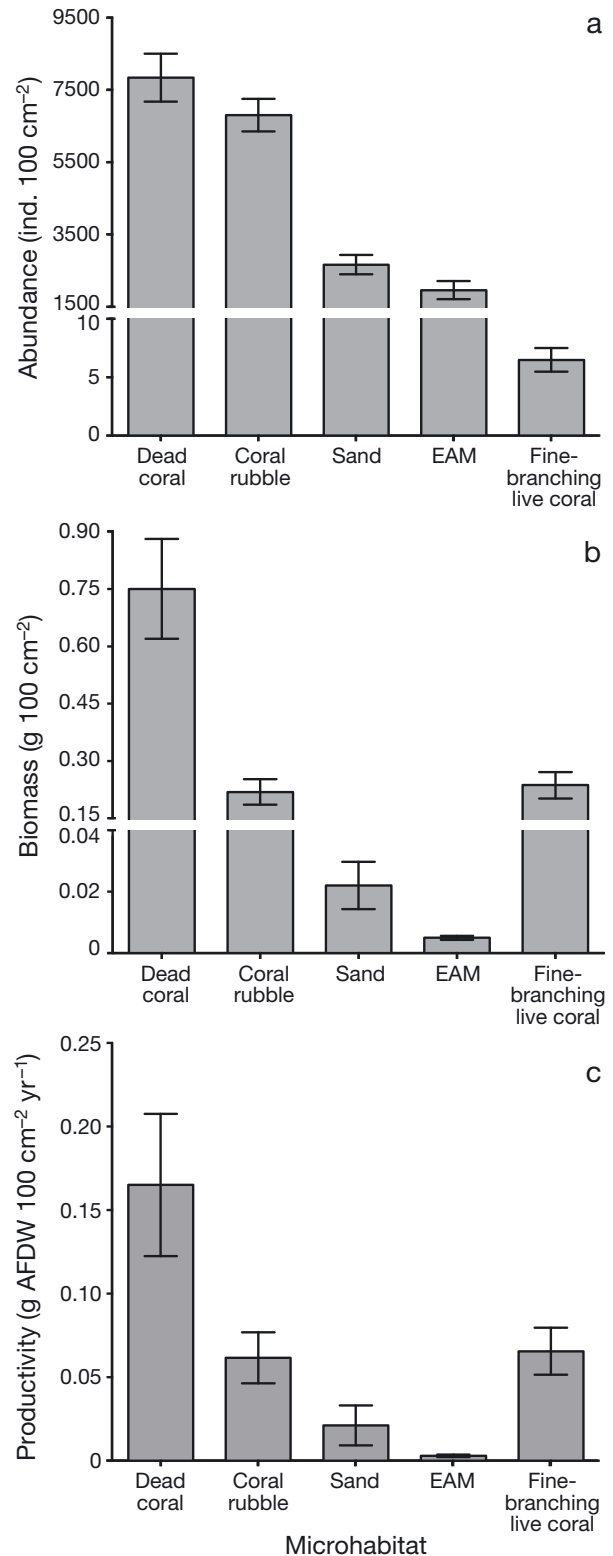 a
Abundance (ind. 100 cm⁻²)
9500
7500
5500
3500
1500
10
5
0
Dead coral
Coral rubble
Sand
EAM
Fine-branching live coral
b
Biomass (g 100 cm⁻²)
0.90
0.75
0.60
0.45
0.30
0.15
0.04
0.02
0
Dead coral
Coral rubble
Sand
EAM
Fine-branching live coral
c
Productivity (g AFDW 100 cm⁻² yr⁻¹)
0.25
0.20
0.15
0.10
0.05
0
Dead coral
Coral rubble
Sand
EAM
Fine-branching live coral
Microhabitat